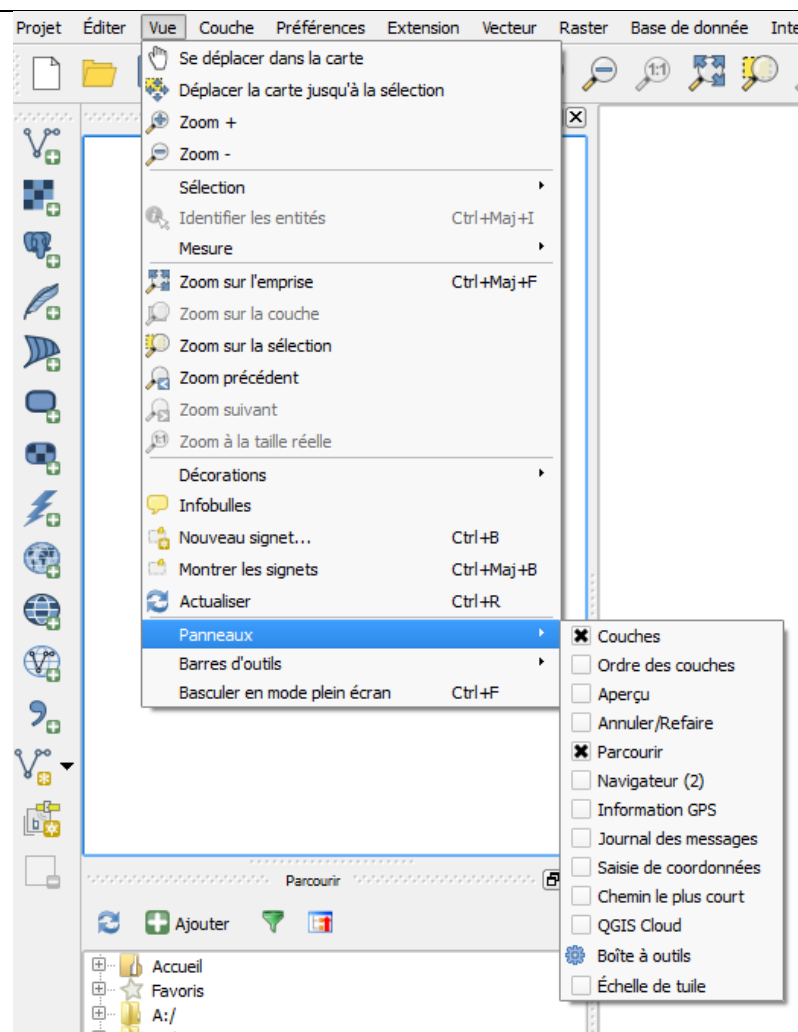 Projet Éditer Vue Couche Préférences Extension Vecteur Raster Base de donnée Inte
1:1
Se déplacer dans la carte
Déplacer la carte jusqu'à la sélection
Zoom +
Zoom -
Sélection
Identifier les entités Ctrl+Maj+I
Mesure
Zoom sur l'emprise Ctrl+Maj+F
Zoom sur la couche
Zoom sur la sélection
Zoom précédent
Zoom suivant
1:1 Zoom à la taille réelle
Décorations
Infobulles
Nouveau signet... Ctrl+B
Montrer les signets Ctrl+Maj+B
Actualiser Ctrl+R
Panneaux
Barres d'outils
Basculer en mode plein écran Ctrl+F
Couches
Ordre des couches
Aperçu
Annuler/Refaire
Parcourir
Navigateur (2)
Information GPS
Journal des messages
Saisie de coordonnées
Chemin le plus court
QGIS Cloud
Boîte à outils
Échelle de tuile
b
Parcourir
Ajouter
Accueil
Favoris
A:/